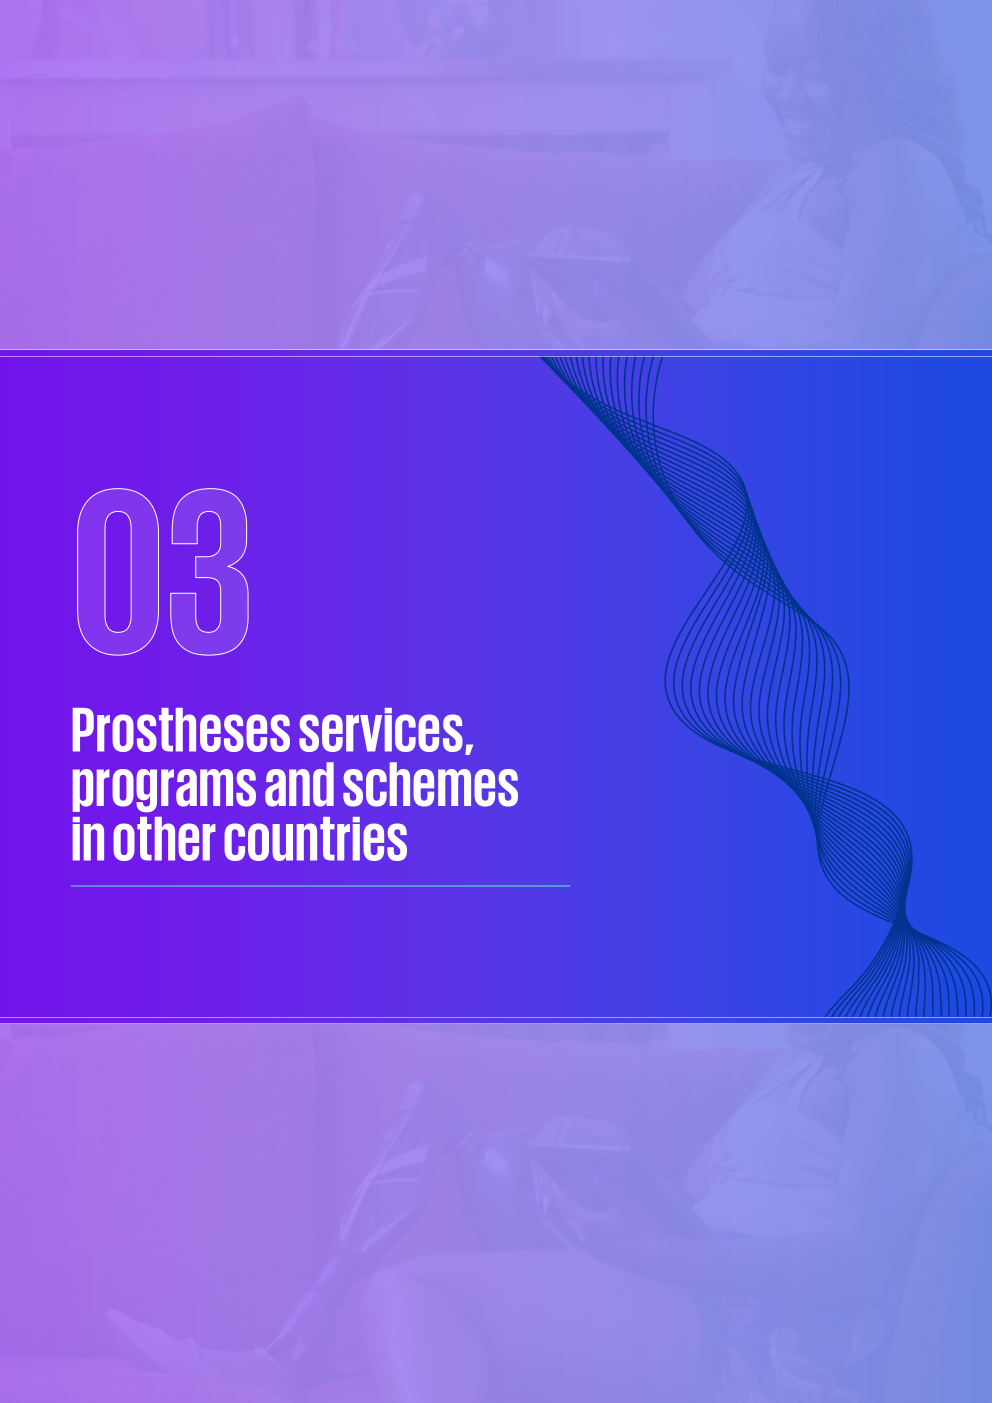 03
Prostheses services,
programs and schemes
in other countries